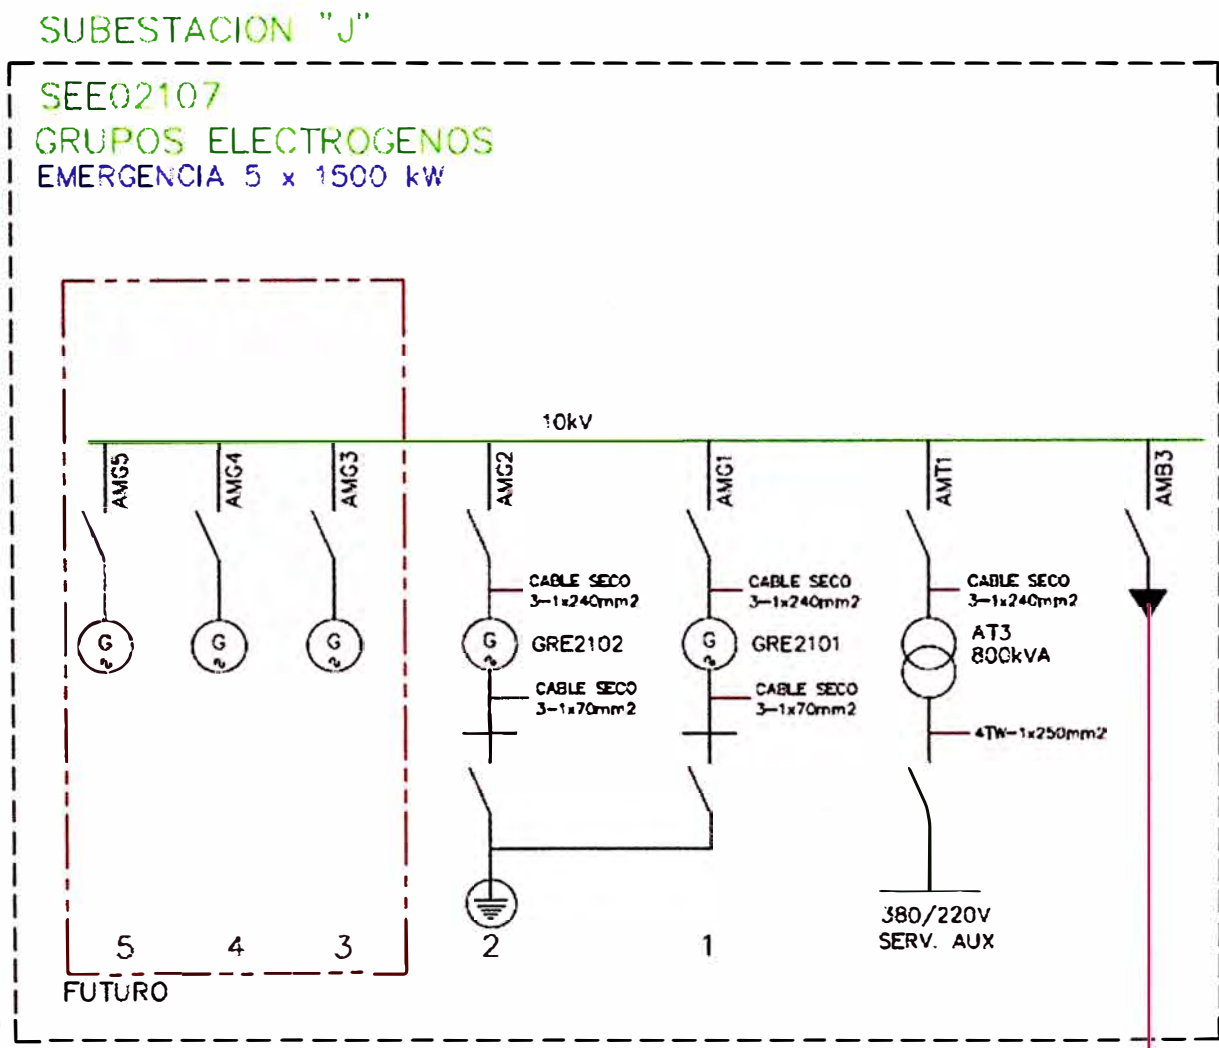 SUBESTACION "J"
SEE02107
GRUPOS ELECTROGENOS
EMERGENCIA 5 x 1500 kW
10kV
AMG5
AMG4
AMG3
AMG2
AMG1
AMT1
AMB3
CABLE SECO
3-1x240mm2
CABLE SECO
3-1x240mm2
CABLE SECO
3-1x240mm2
G
G
G
G
GRE2102
G
GRE2101
AT3
800kVA
CABLE SECO
3-1x70mm2
CABLE SECO
3-1x70mm2
4TW-1x250mm2
380/220V
SERV. AUX
5
4
3
2
1
FUTURO